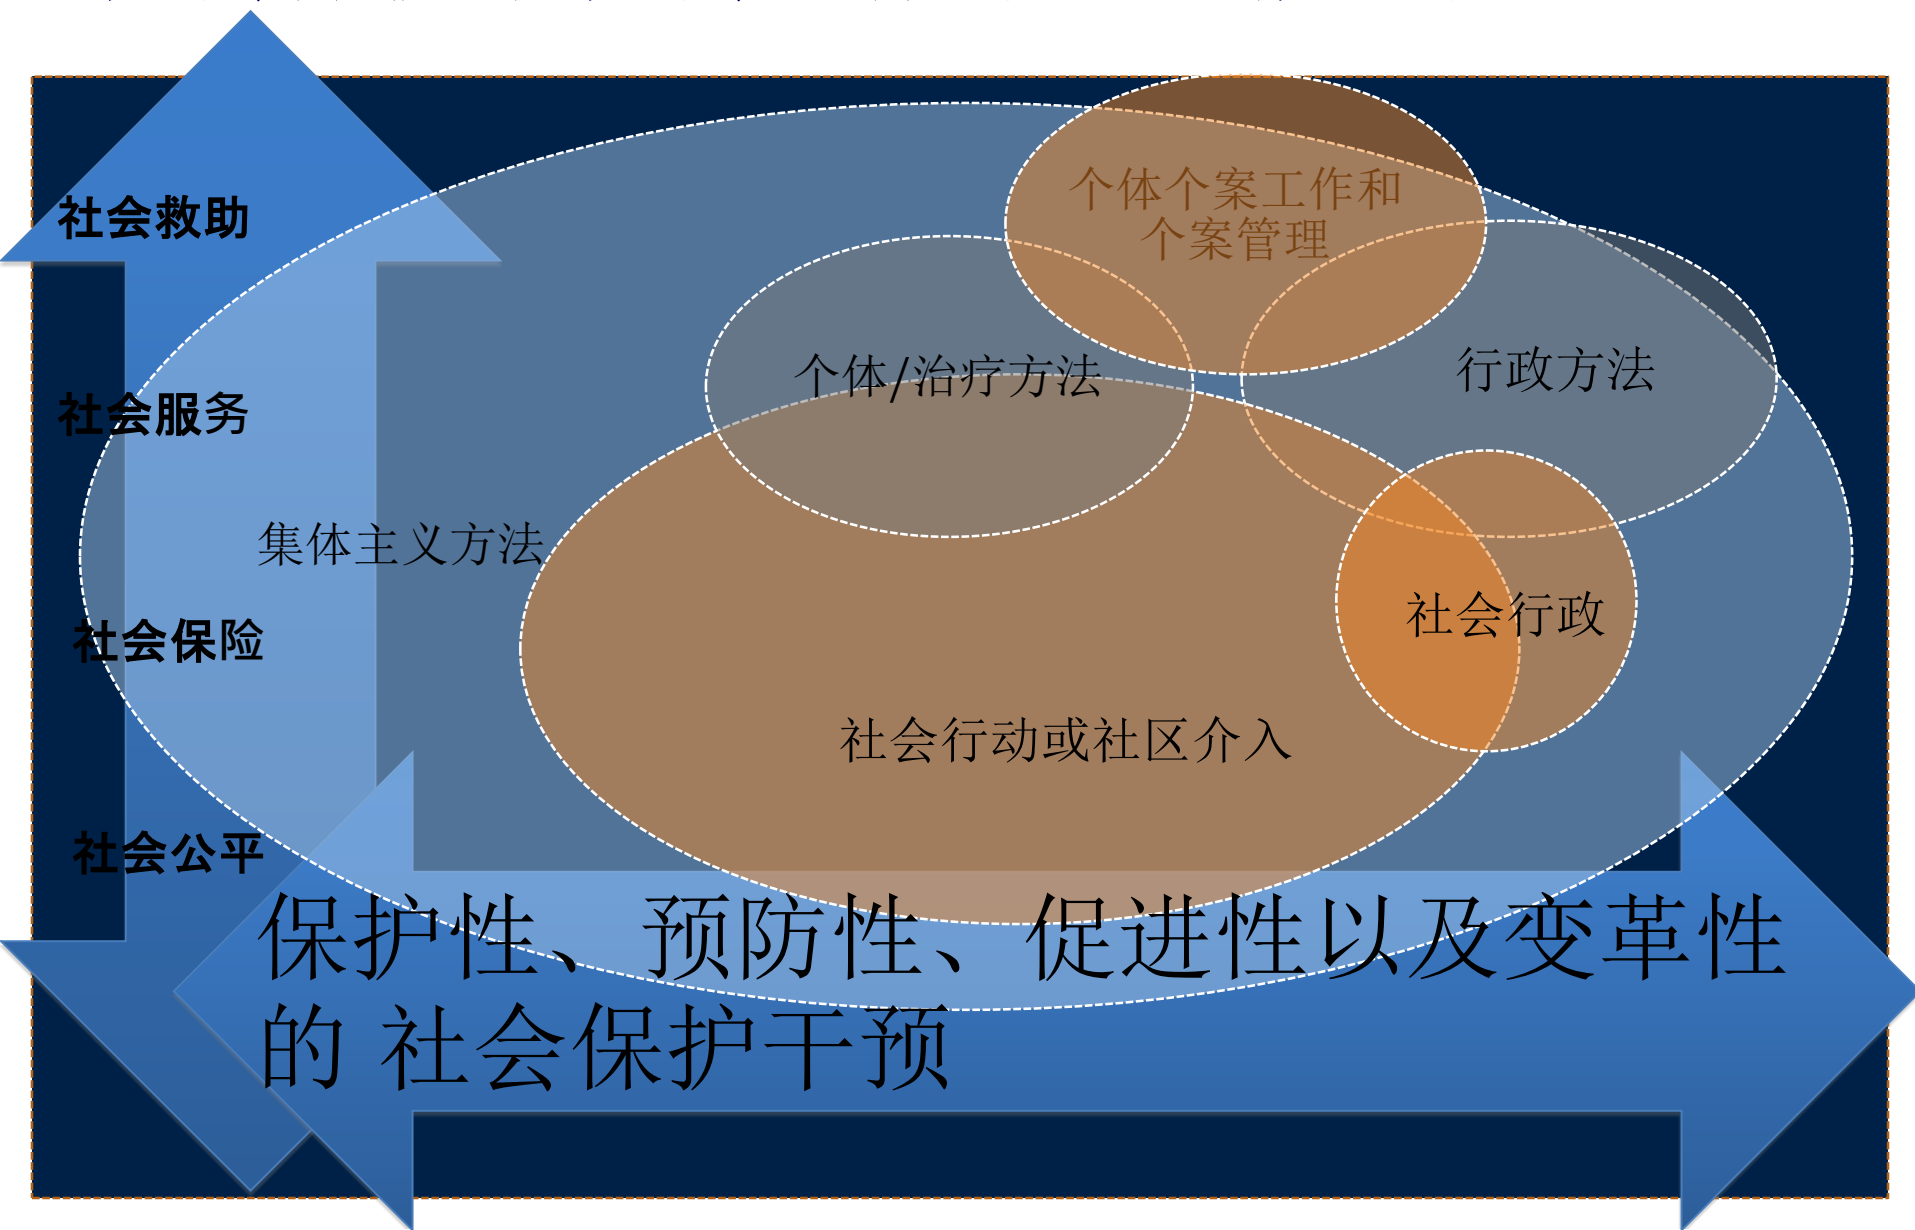 个体个案工作和
个案管理
社会救助
个体/治疗方法
行政方法
社会服务
集体主义方法
社会行政
社会保险
社会行动或社区介入
社会公平
保护性、预防性、促进性以及变革性
的 社会保护干预